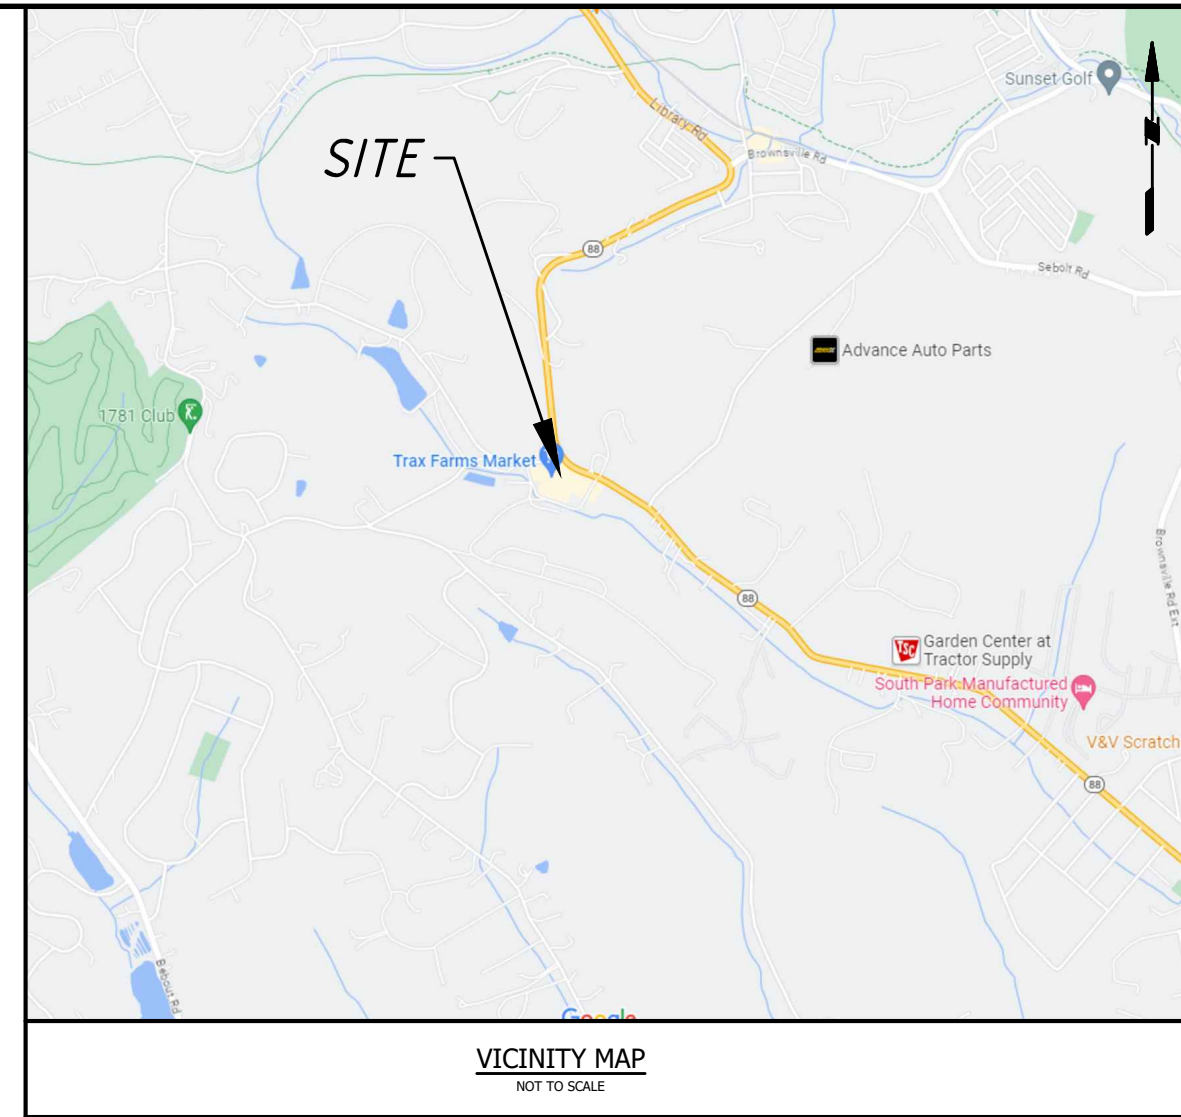 Sunset Golf
Library Rd
SITE
Brownsville Rd
N
88
Sebolt Rd
Advance Auto Parts
1781 Club
Trax Farms Market
Brownsville Rd Ext
88
TSC
Garden Center at
Tractor Supply
South Park Manufactured
Home Community
V&V Scratch
88
Bebout Rd
Google
VICINITY MAP
NOT TO SCALE